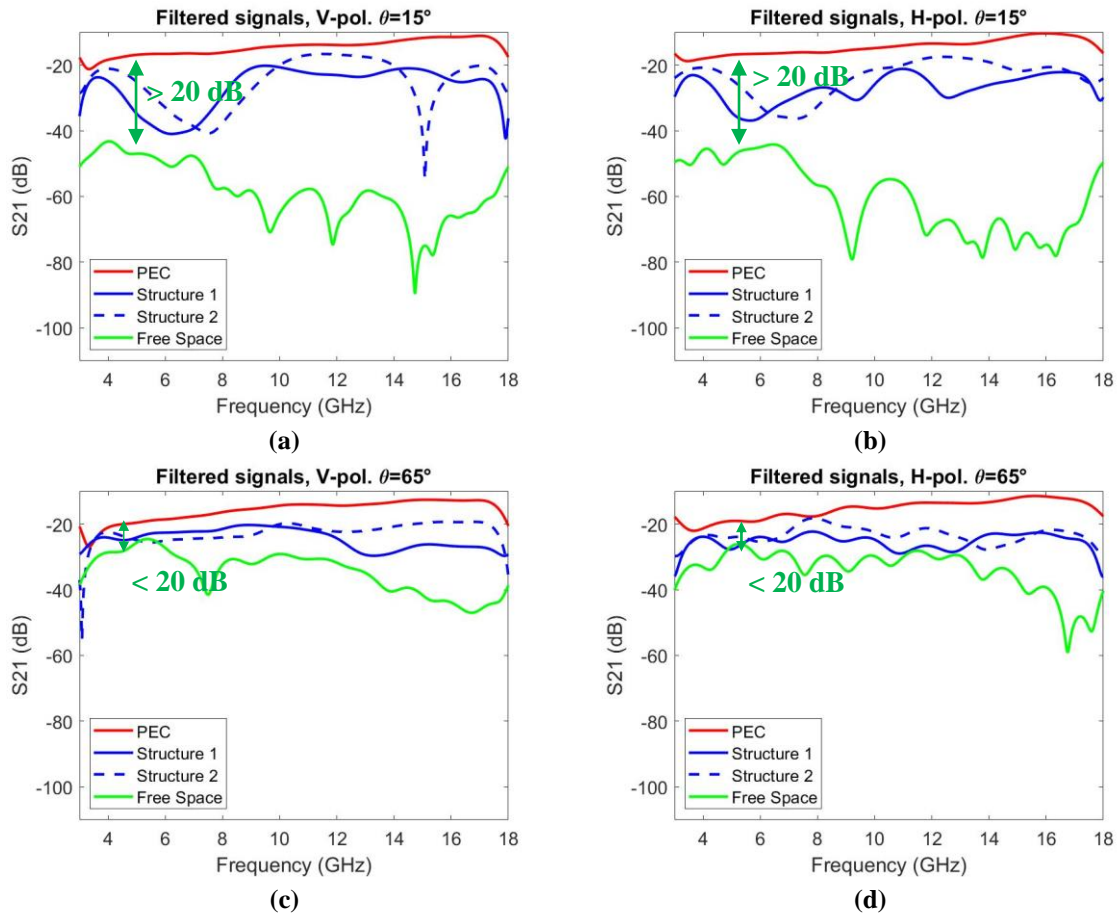 Filtered signals, V-pol. θ=15°
-20
-40
-60
-80
-100
S21 (dB)
> 20 dB
PEC
Structure 1
Structure 2
Free Space
4 6 8 10 12 14 16 18
Frequency (GHz)
(a)
Filtered signals, H-pol. θ=15°
-20
-40
-60
-80
-100
S21 (dB)
> 20 dB
PEC
Structure 1
Structure 2
Free Space
4 6 8 10 12 14 16 18
Frequency (GHz)
(b)
Filtered signals, V-pol. θ=65°
-20
-40
-60
-80
-100
S21 (dB)
< 20 dB
PEC
Structure 1
Structure 2
Free Space
4 6 8 10 12 14 16 18
Frequency (GHz)
(c)
Filtered signals, H-pol. θ=65°
-20
-40
-60
-80
-100
S21 (dB)
< 20 dB
PEC
Structure 1
Structure 2
Free Space
4 6 8 10 12 14 16 18
Frequency (GHz)
(d)